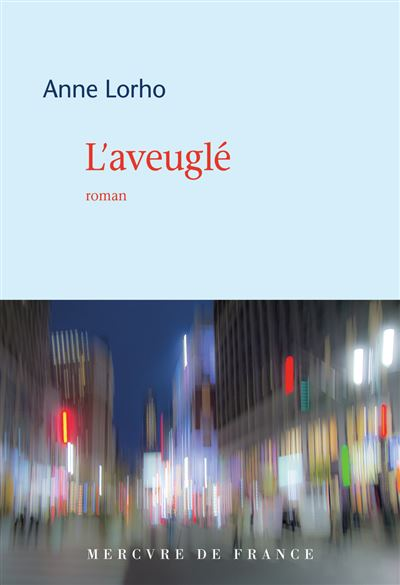 Anne Lorho
L'aveuglé
roman
MERCVRE DE FRANCE